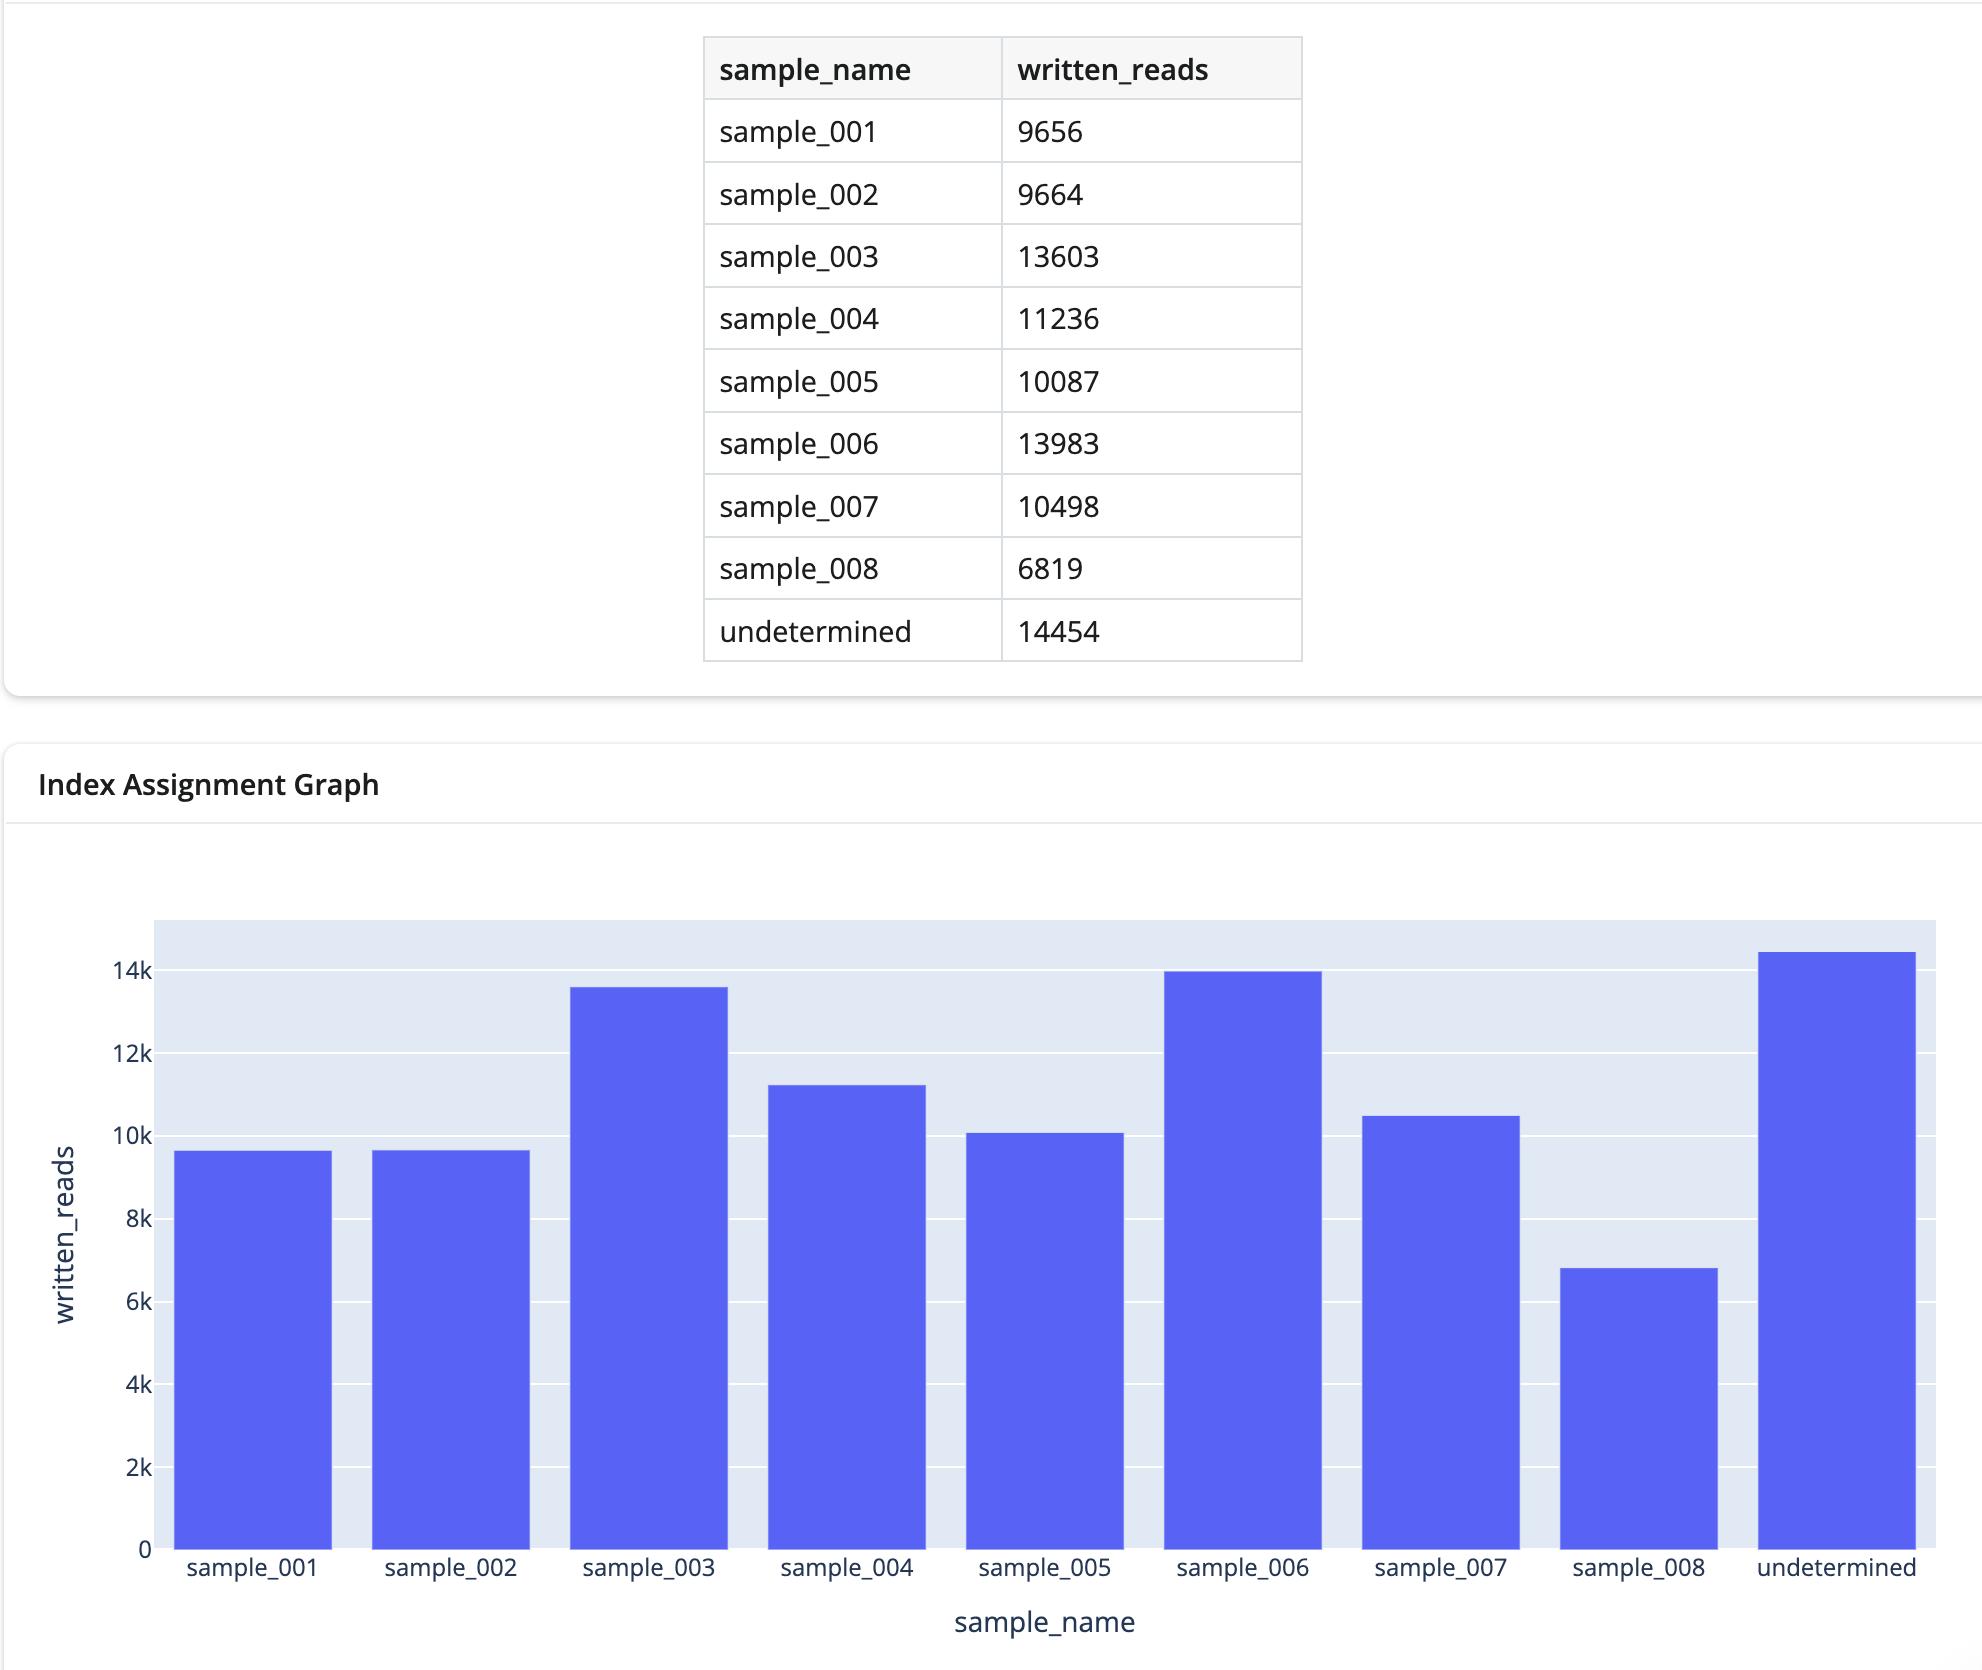 sample_name written_reads
sample_001 9656
sample_002 9664
sample_003 13603
sample_004 11236
sample_005 10087
sample_006 13983
sample_007 10498
sample_008 6819
undetermined 14454
Index Assignment Graph
14k
12k
10k
8k
6k
4k
2k
0
written_reads
sample_001 sample_002 sample_003 sample_004 sample_005 sample_006 sample_007 sample_008 undetermined
sample_name